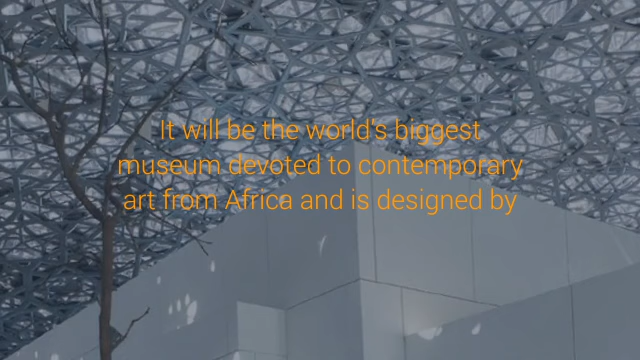 It will be the world's biggest
museum devoted to contemporary
art from Africa and is designed by